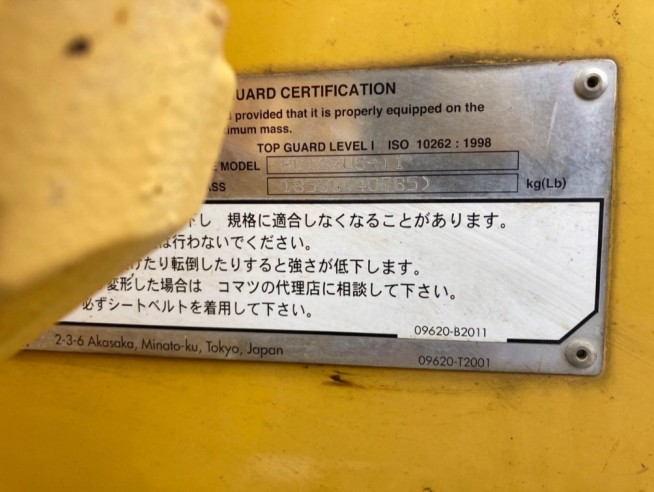 UARD CERTIFICATION
provided that it is properly equipped on the
imum mass.
TOP GUARD LEVEL I ISO 10262 : 1998
MODEL
ASS kg(Lb)
し 規格に適合しなくなることがあります。
は行わないでください。
けたり転倒したりすると強さが低下します。
変形した場合は コマツの代理店に相談して下さい。
必ずシートベルトを着用して下さい。
09620-B2011
2-3-6 Akasaka, Minato-ku, Tokyo, Japan
09620-T2001